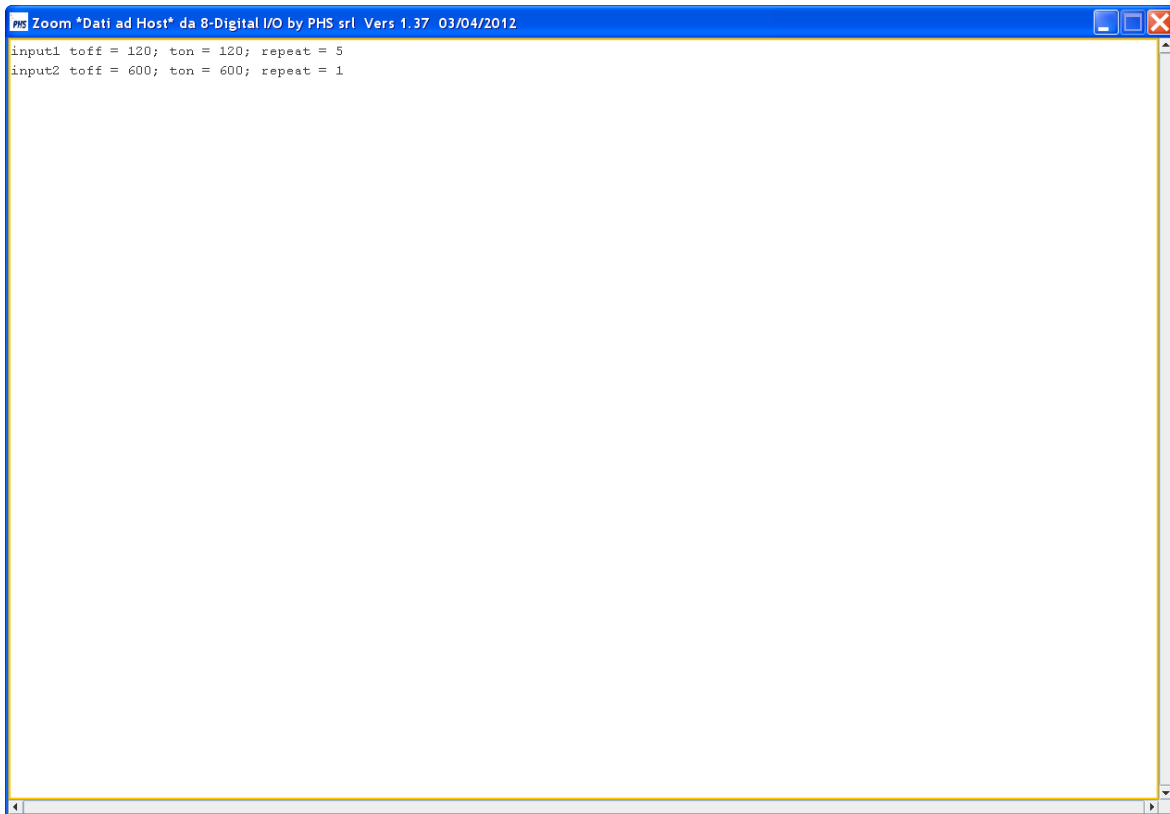 PHS Zoom *Dati ad Host* da 8-Digital I/O by PHS srl Vers 1.37 03/04/2012
input1 toff = 120; ton = 120; repeat = 5
input2 toff = 600; ton = 600; repeat = 1